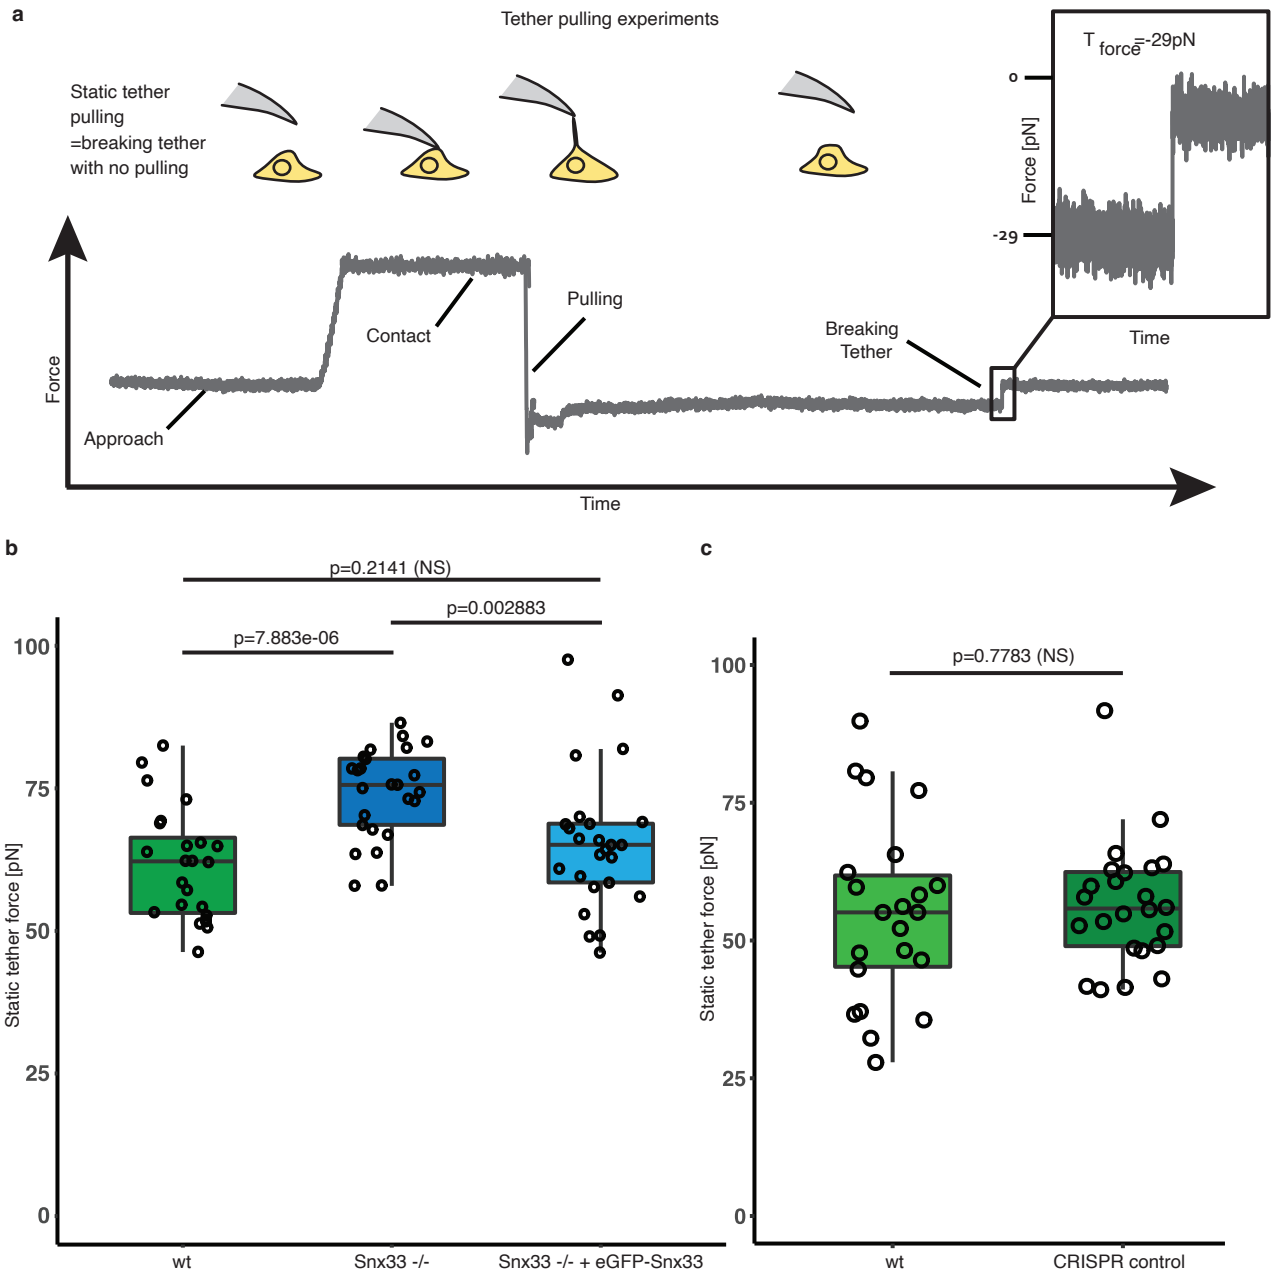 a
Tether pulling experiments
Static tether
pulling
=breaking tether
with no pulling
T force=-29pN
0
-29
Force [pN]
Time
Force
Approach
Contact
Pulling
Breaking
Tether
Time
b
p=0.2141 (NS)
p=0.002883
p=7.883e-06
100
75
50
25
0
Static tether force [pN]
wt
Snx33 -/-
Snx33 -/- + eGFP-Snx33
c
p=0.7783 (NS)
100
75
50
25
0
Static tether force [pN]
wt
CRISPR control